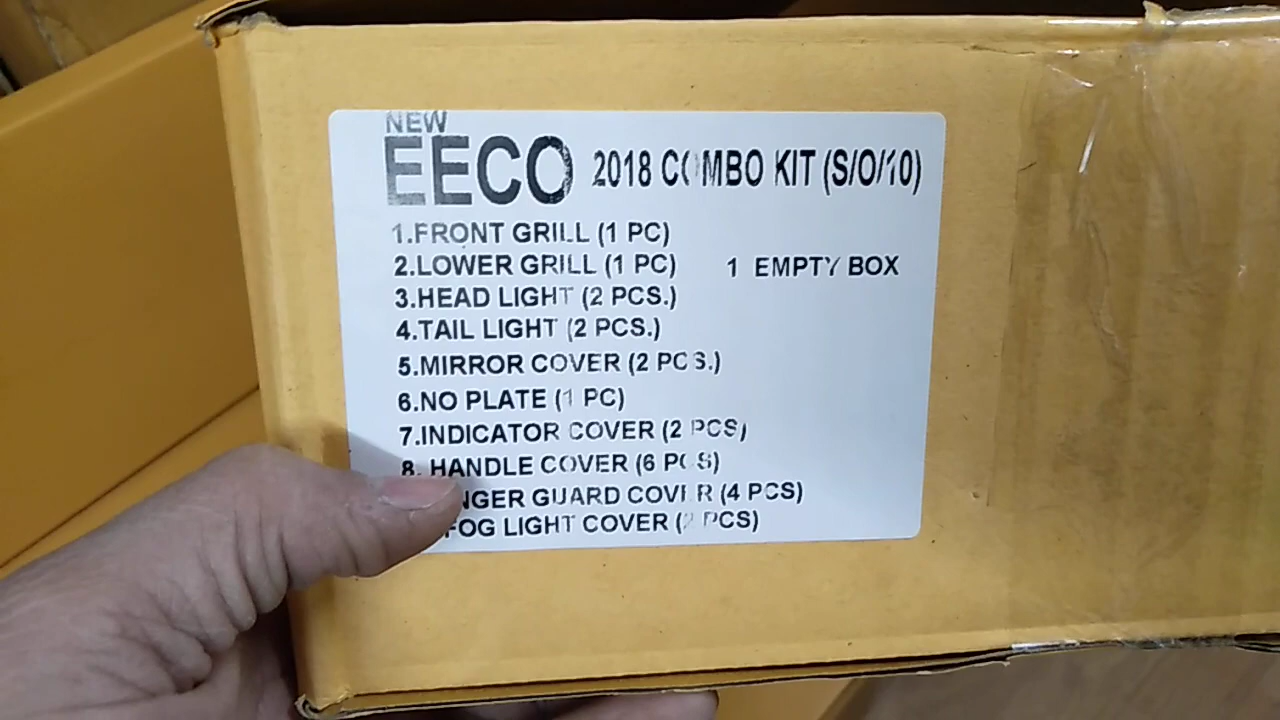 NEW
EECO 2018 COMBO KIT (S/O/10)
1.FRONT GRILL (1 PC)
2.LOWER GRILL (1 PC) 1 EMPTY BOX
3.HEAD LIGHT (2 PCS.)
4.TAIL LIGHT (2 PCS.)
5.MIRROR COVER (2 PCS.)
6.NO PLATE (1 PC)
7.INDICATOR COVER (2 PCS)
8. HANDLE COVER (6 PCS)
NGER GUARD COVER (4 PCS)
FOG LIGHT COVER (2 PCS)